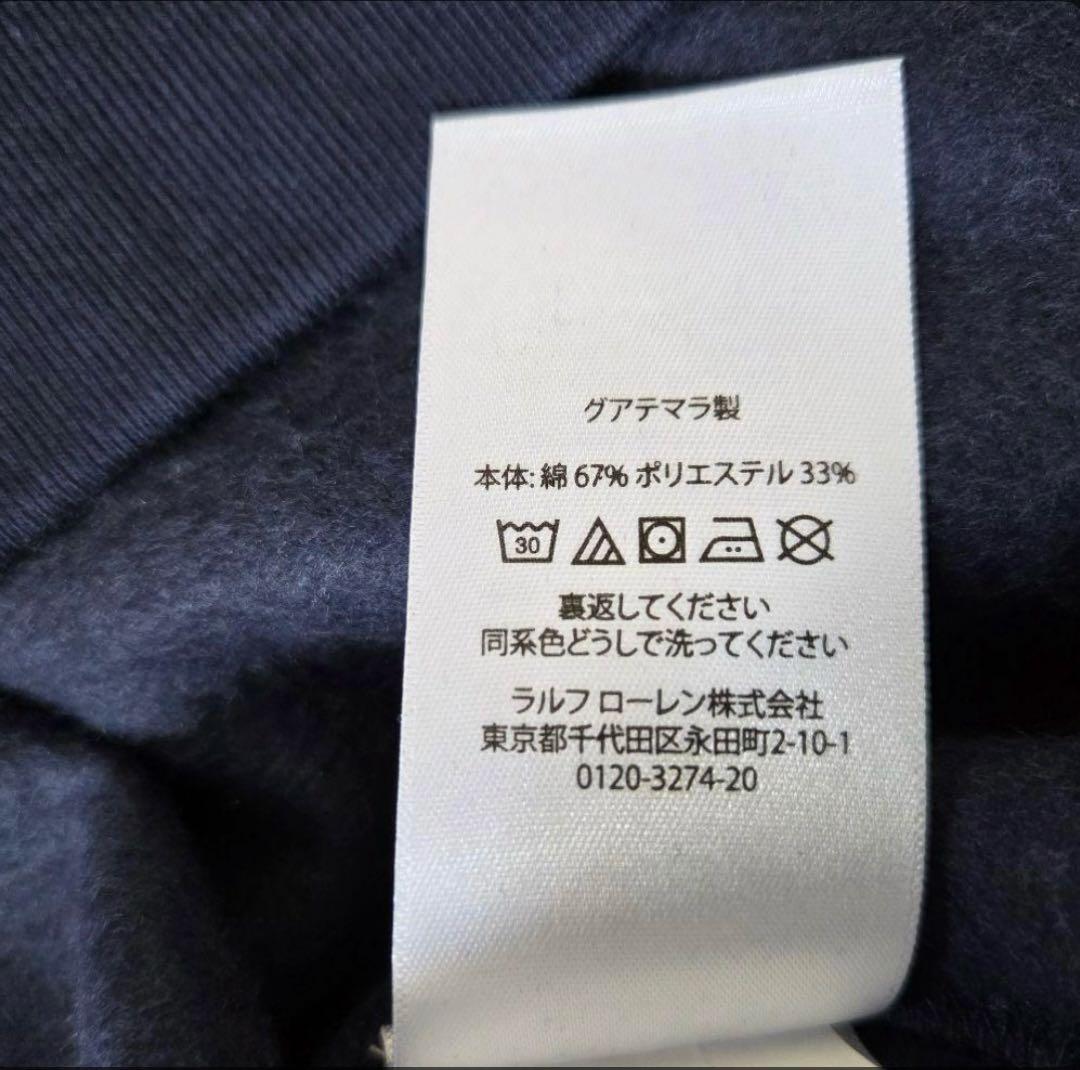 グアテマラ製
本体: 綿 67% ポリエステル 33%
30
裏返してください
同系色どうしで洗ってください
ラルフ ローレン株式会社
東京都千代田区永田町2-10-1
0120-3274-20